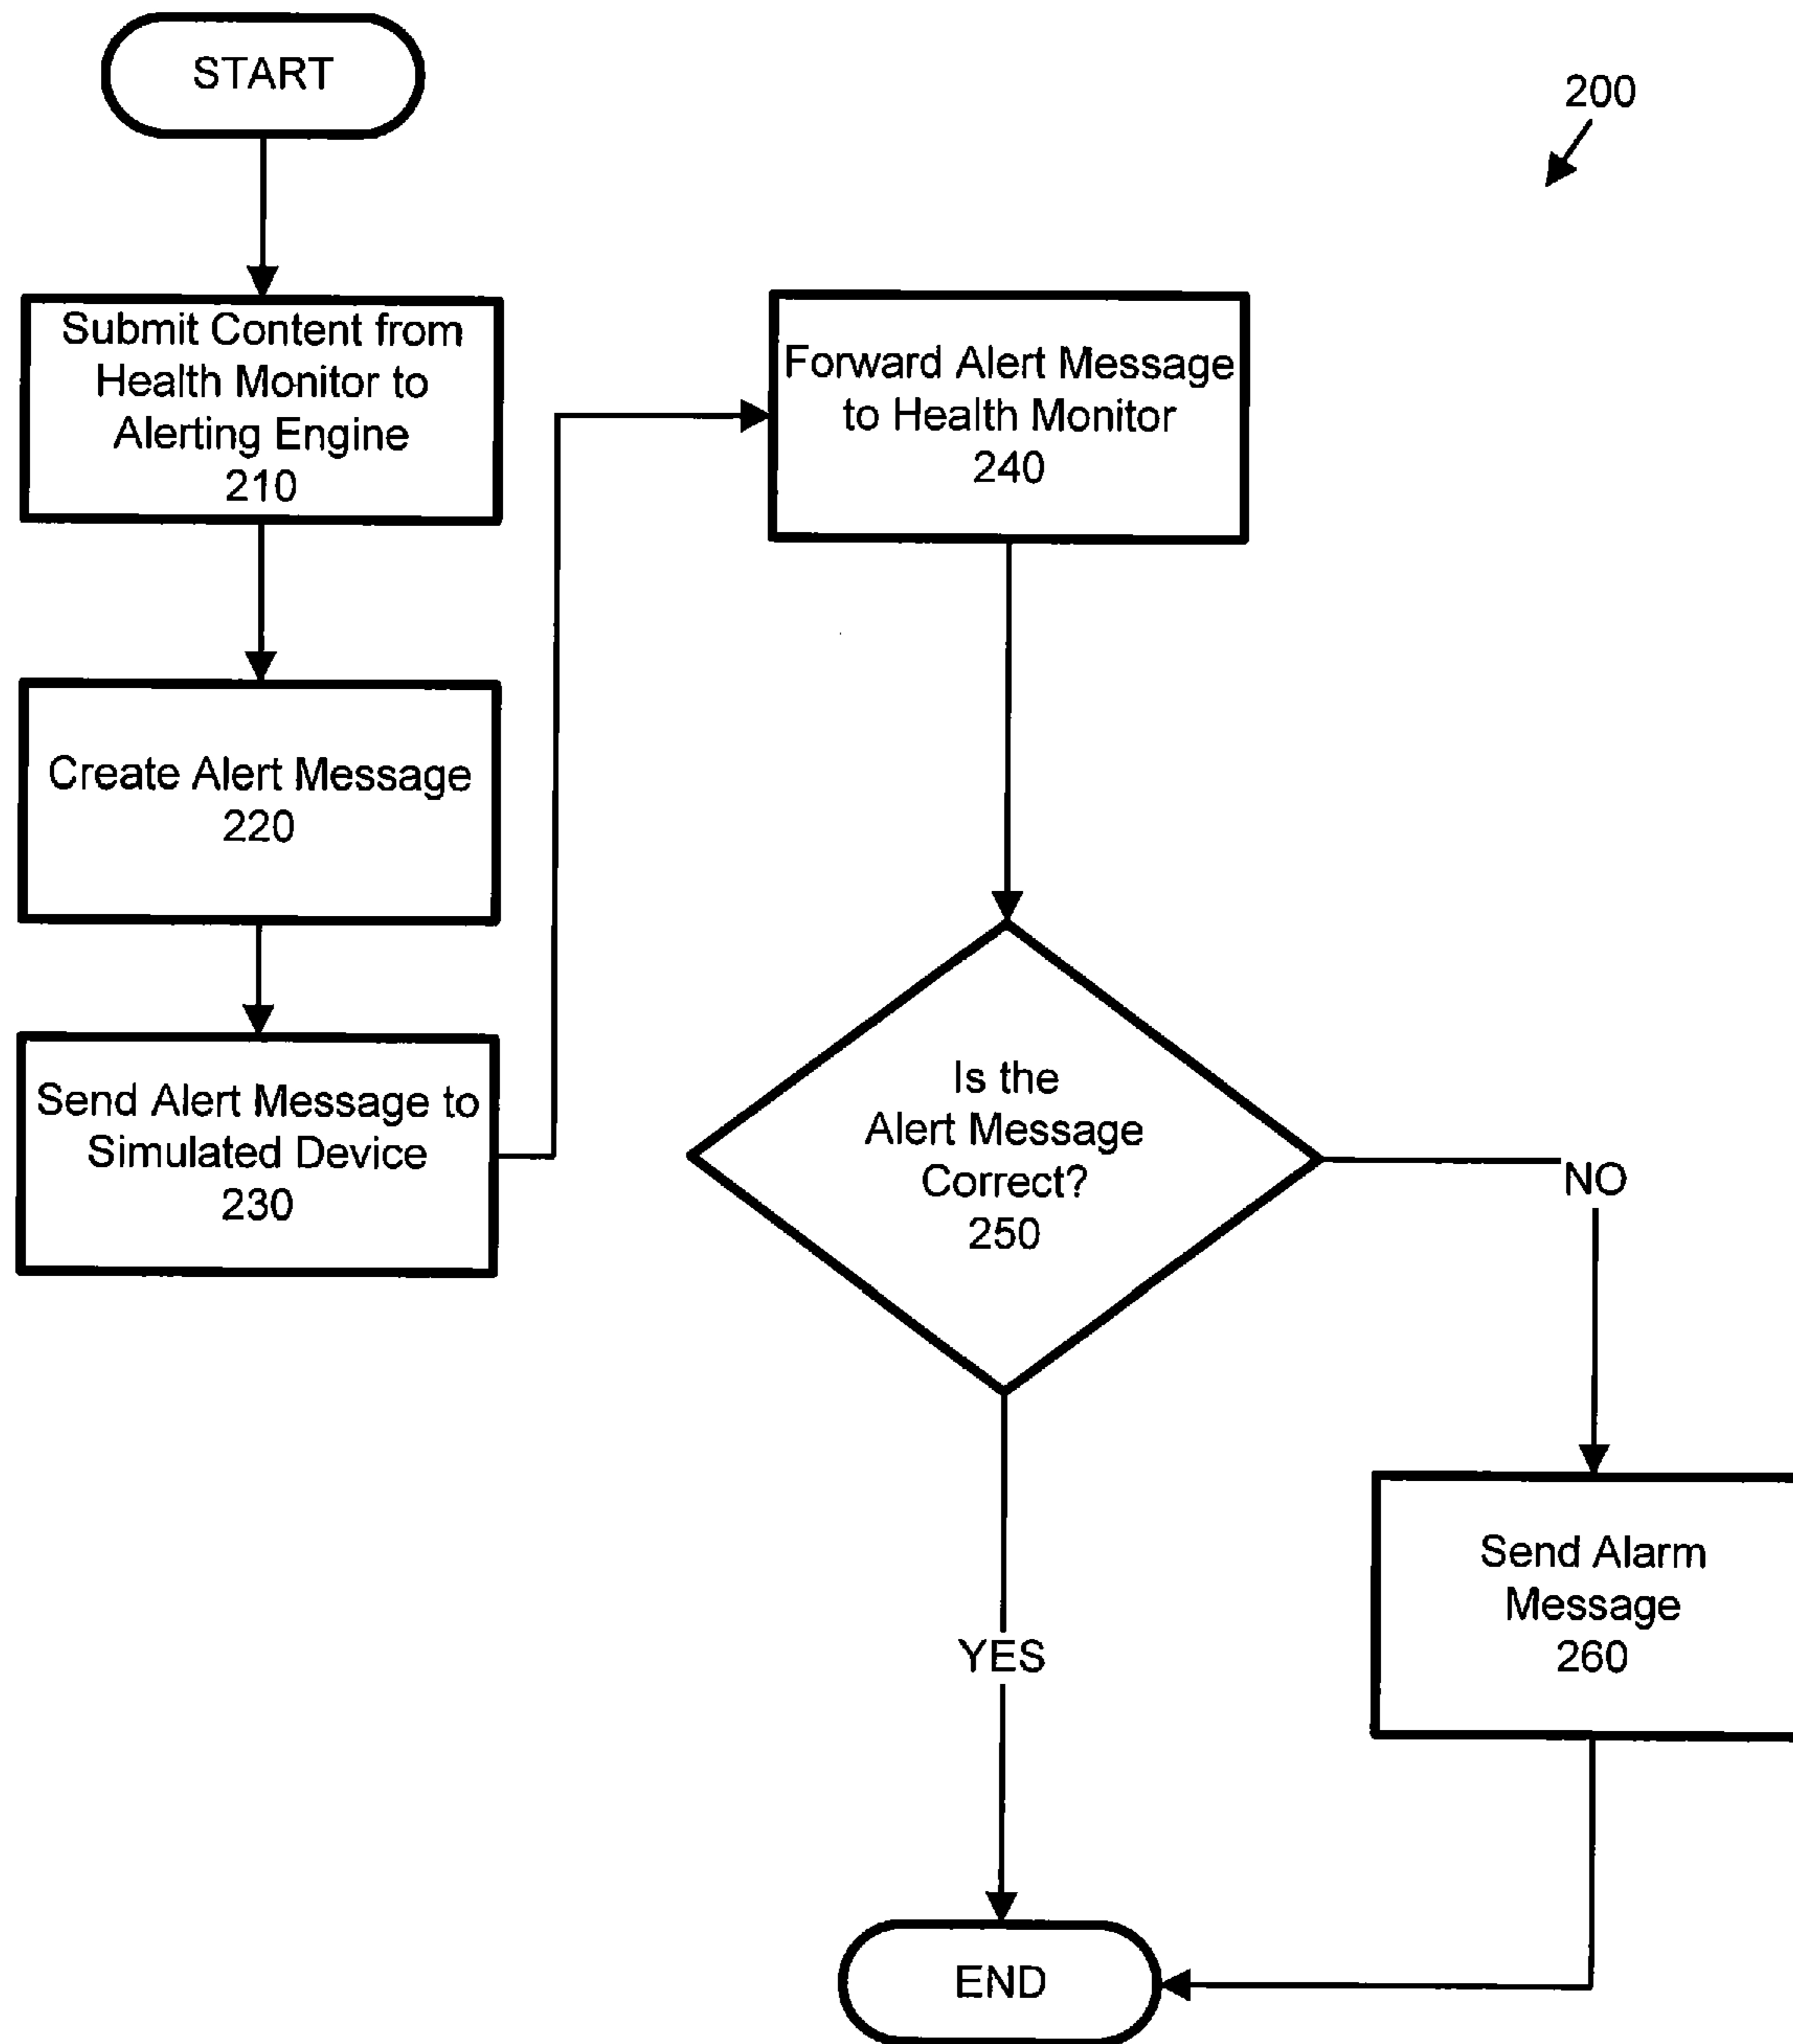 START
200
Submit Content from
Health Monitor to
Alerting Engine
210
Create Alert Message
220
Send Alert Message to
Simulated Device
230
Forward Alert Message
to Health Monitor
240
Is the
Alert Message
Correct?
250
NO
YES
Send Alarm
Message
260
END